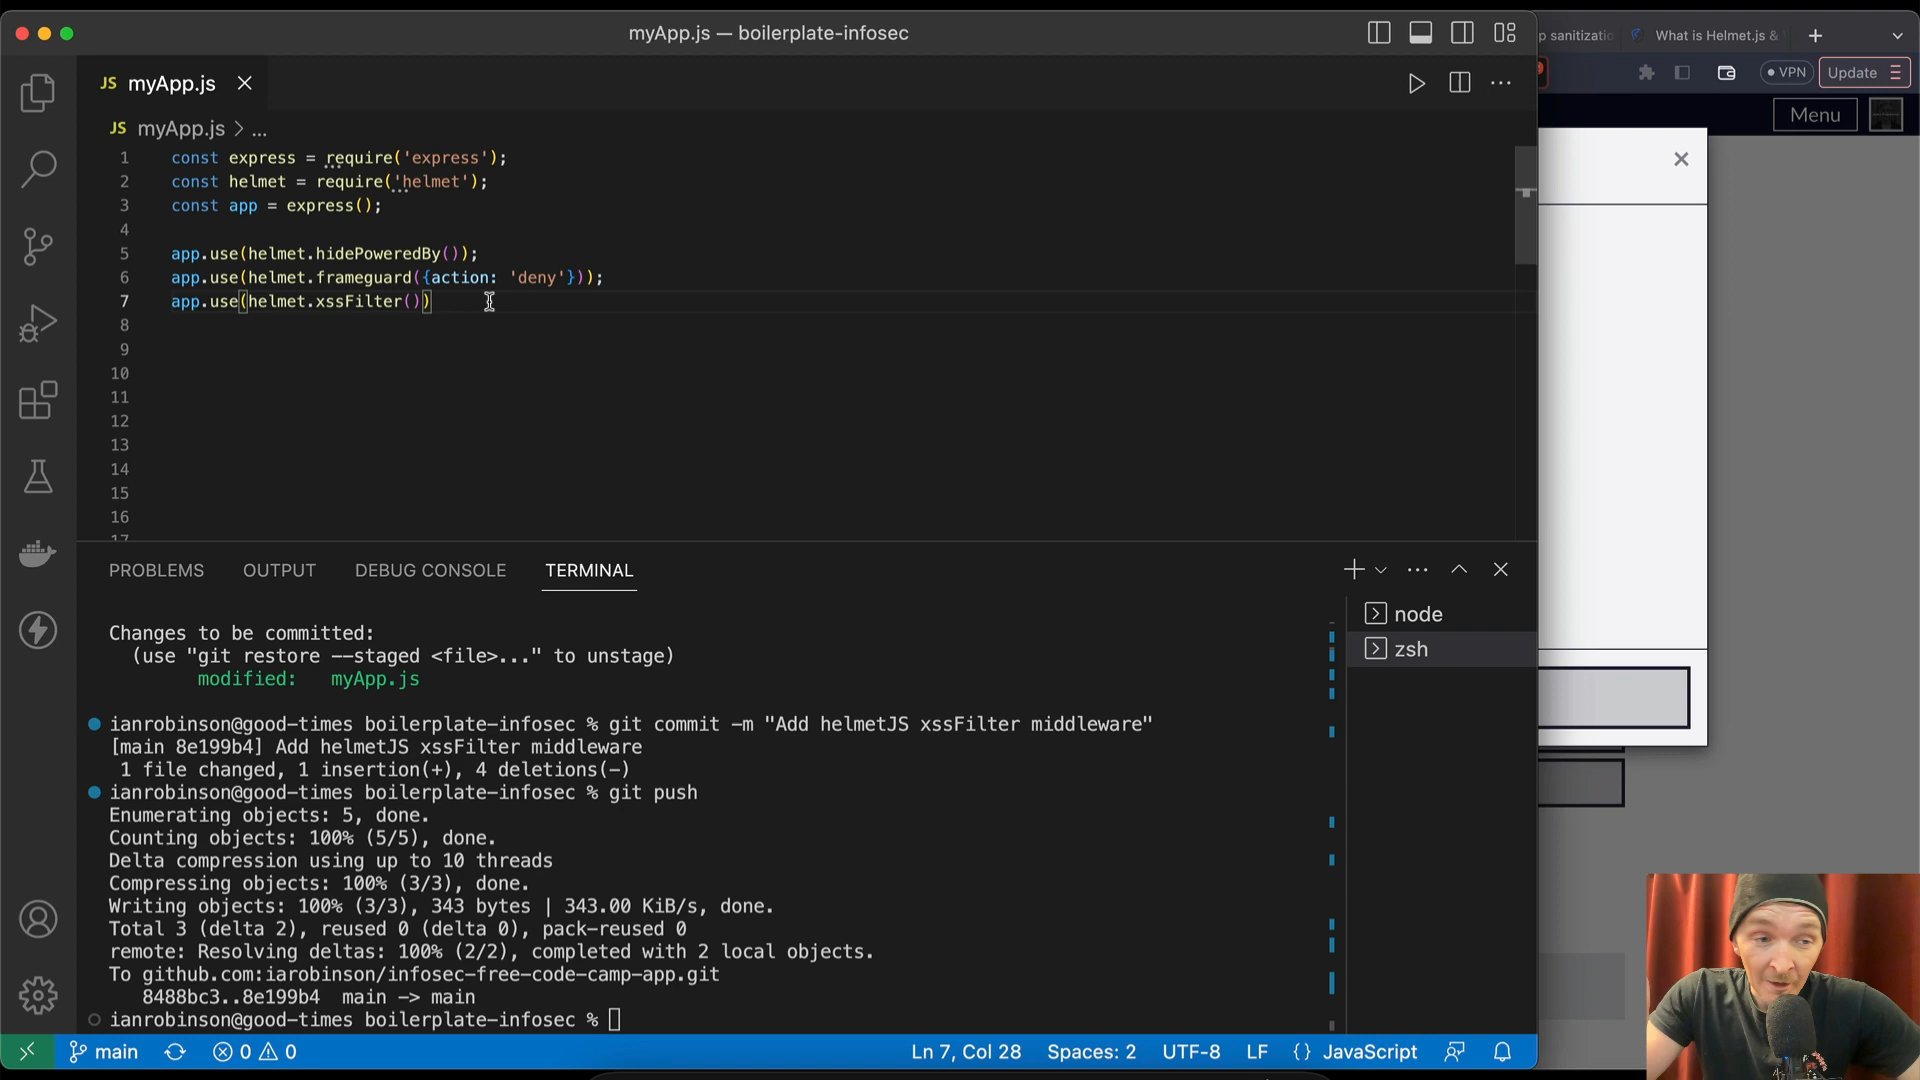 myApp.js — boilerplate-infosec
p sanitizatio
What is Helmet.js &
VPN
Update
Menu
JS myApp.js
JS myApp.js > ...
1 const express = require('express');
2 const helmet = require('helmet');
3 const app = express();
4
5 app.use(helmet.hidePoweredBy());
6 app.use(helmet.frameguard({action: 'deny'}));
7 app.use(helmet.xssFilter())
8
9
10
11
12
13
14
15
16
17
PROBLEMS OUTPUT DEBUG CONSOLE TERMINAL
node
zsh
Changes to be committed:
(use "git restore --staged <file>..." to unstage)
modified: myApp.js
ianrobinson@good-times boilerplate-infosec % git commit -m "Add helmetJS xssFilter middleware"
[main 8e199b4] Add helmetJS xssFilter middleware
1 file changed, 1 insertion(+), 4 deletions(-)
ianrobinson@good-times boilerplate-infosec % git push
Enumerating objects: 5, done.
Counting objects: 100% (5/5), done.
Delta compression using up to 10 threads
Compressing objects: 100% (3/3), done.
Writing objects: 100% (3/3), 343 bytes | 343.00 KiB/s, done.
Total 3 (delta 2), reused 0 (delta 0), pack-reused 0
remote: Resolving deltas: 100% (2/2), completed with 2 local objects.
To github.com:iarobinson/infosec-free-code-camp-app.git
8488bc3..8e199b4 main -> main
ianrobinson@good-times boilerplate-infosec %
main 0 0 Ln 7, Col 28 Spaces: 2 UTF-8 LF {} JavaScript